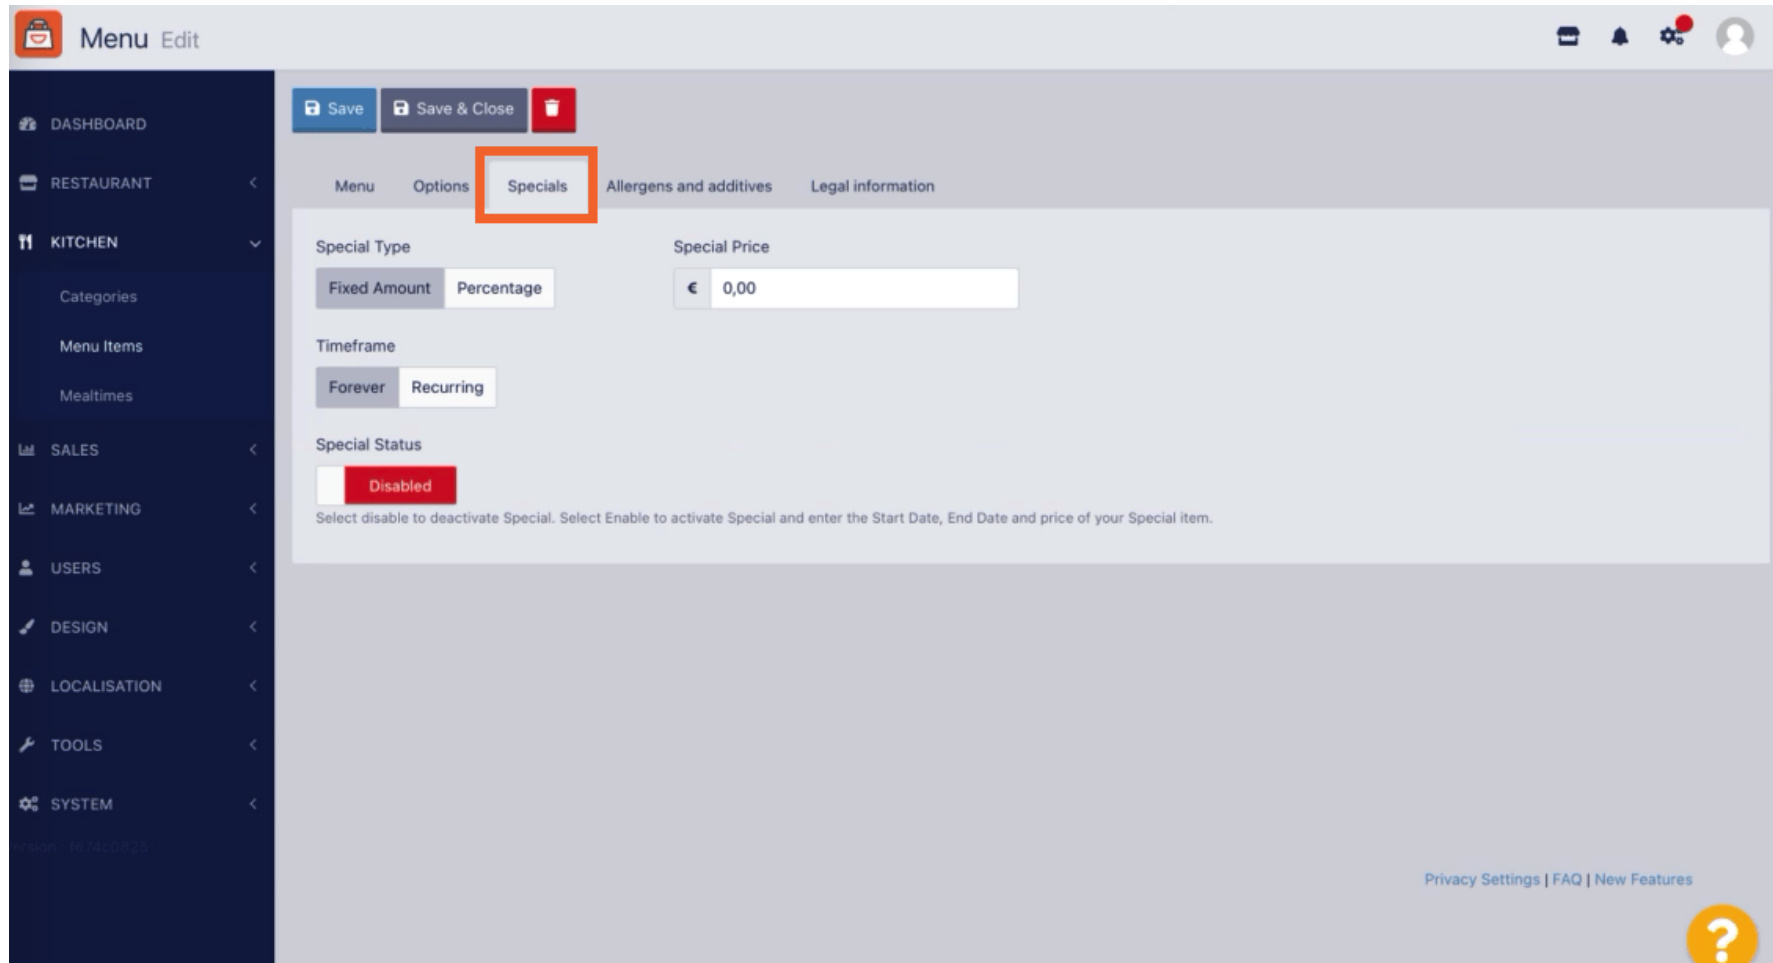 Menu Edit
Save
Save & Close
DASHBOARD
RESTAURANT
KITCHEN
Categories
Menu Items
Mealtimes
SALES
MARKETING
USERS
DESIGN
LOCALISATION
TOOLS
SYSTEM
Menu Options Specials Allergens and additives Legal information
Special Type
Fixed Amount Percentage
Special Price
€ 0,00
Timeframe
Forever Recurring
Special Status
Disabled
Select disable to deactivate Special. Select Enable to activate Special and enter the Start Date, End Date and price of your Special item.
Privacy Settings | FAQ | New Features
?